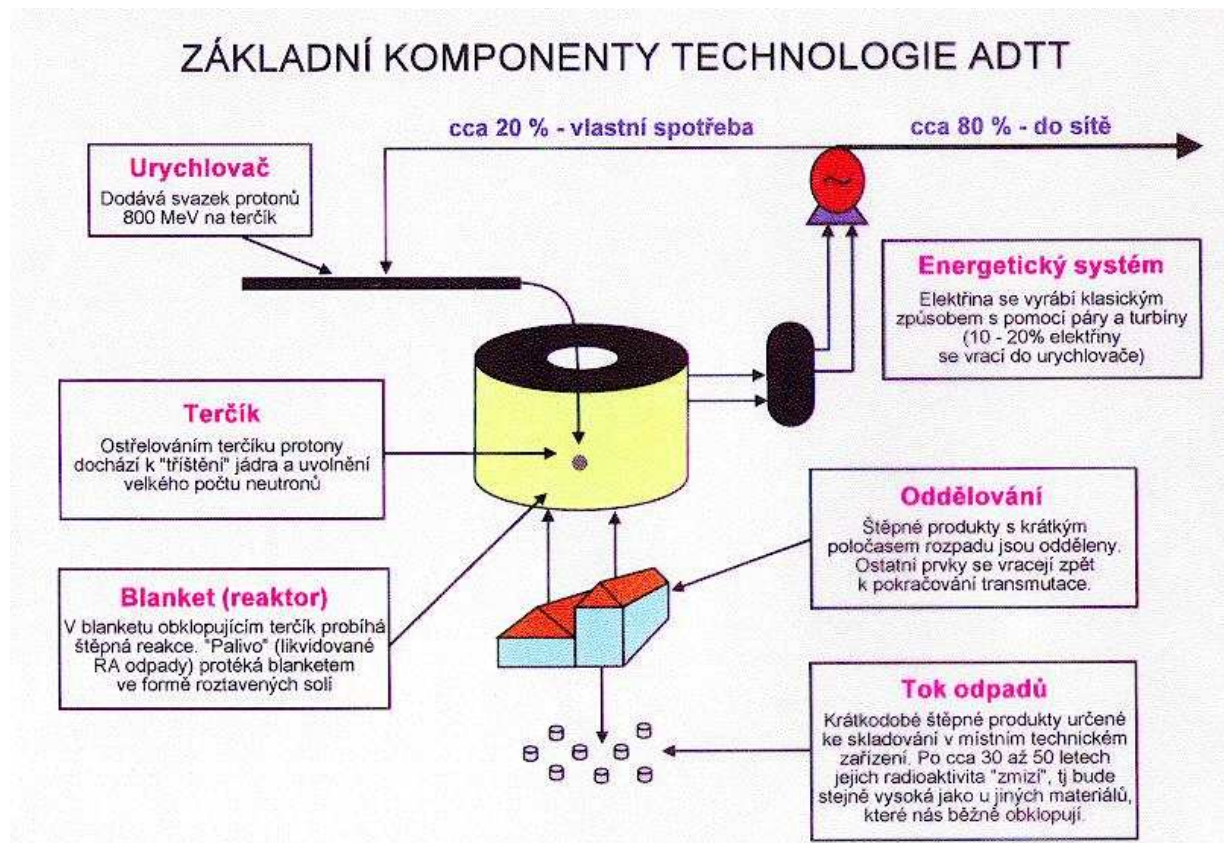 ZÁKLADNÍ KOMPONENTY TECHNOLOGIE ADTT
cca 20 % - vlastní spotřeba
cca 80 % - do sítě
Urychlovač
Dodává svazek protonů
800 MeV na terčík
Energetický systém
Elektřina se vyrábí klasickým
způsobem s pomocí páry a turbíny
(10 - 20% elektřiny
se vrací do urychlovače)
Terčík
Ostřelováním terčíku protony
dochází k "tříštění" jádra a uvolnění
velkého počtu neutronů
Oddělování
Štěpné produkty s krátkým
poločasem rozpadu jsou odděleny.
Ostatní prvky se vracejí zpět
k pokračování transmutace.
Blanket (reaktor)
V blanketu obklopujícím terčík probíhá
štěpná reakce. "Palivo" (likvidované
RA odpady) protéká blanketem
ve formě roztavených solí
Tok odpadů
Krátkodobé štěpné produkty určené
ke skladování v místním technickém
zařízení. Po cca 30 až 50 letech
jejich radioaktivita "zmizí", tj bude
stejně vysoká jako u jiných materiálů,
které nás běžně obklopují.